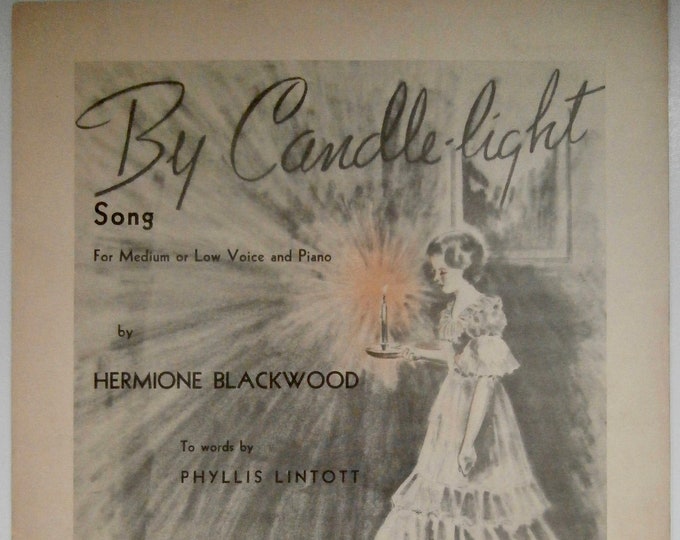 By Candle-light
Song
For Medium or Low Voice and Piano
by
HERMIONE BLACKWOOD
To words by
PHYLLIS LINTOTT